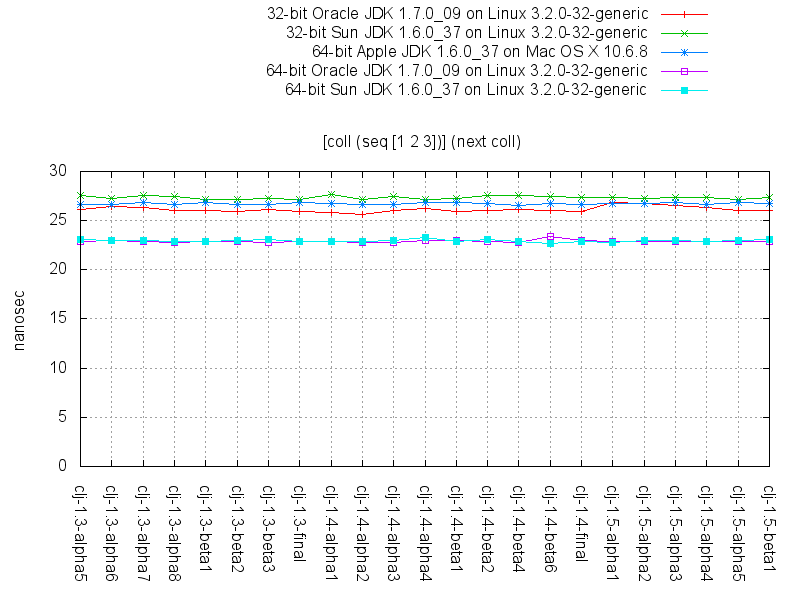 32-bit Oracle JDK 1.7.0_09 on Linux 3.2.0-32-generic
32-bit Sun JDK 1.6.0_37 on Linux 3.2.0-32-generic
64-bit Apple JDK 1.6.0_37 on Mac OS X 10.6.8
64-bit Oracle JDK 1.7.0_09 on Linux 3.2.0-32-generic
64-bit Sun JDK 1.6.0_37 on Linux 3.2.0-32-generic
[coll (seq [1 2 3])] (next coll)
30
25
20
15
10
5
0
nanosec
clj-1.3-alpha5
clj-1.3-alpha6
clj-1.3-alpha7
clj-1.3-alpha8
clj-1.3-beta1
clj-1.3-beta2
clj-1.3-beta3
clj-1.3-final
clj-1.4-alpha1
clj-1.4-alpha2
clj-1.4-alpha3
clj-1.4-alpha4
clj-1.4-beta1
clj-1.4-beta2
clj-1.4-beta4
clj-1.4-beta6
clj-1.4-final
clj-1.5-alpha1
clj-1.5-alpha2
clj-1.5-alpha3
clj-1.5-alpha4
clj-1.5-alpha5
clj-1.5-beta1